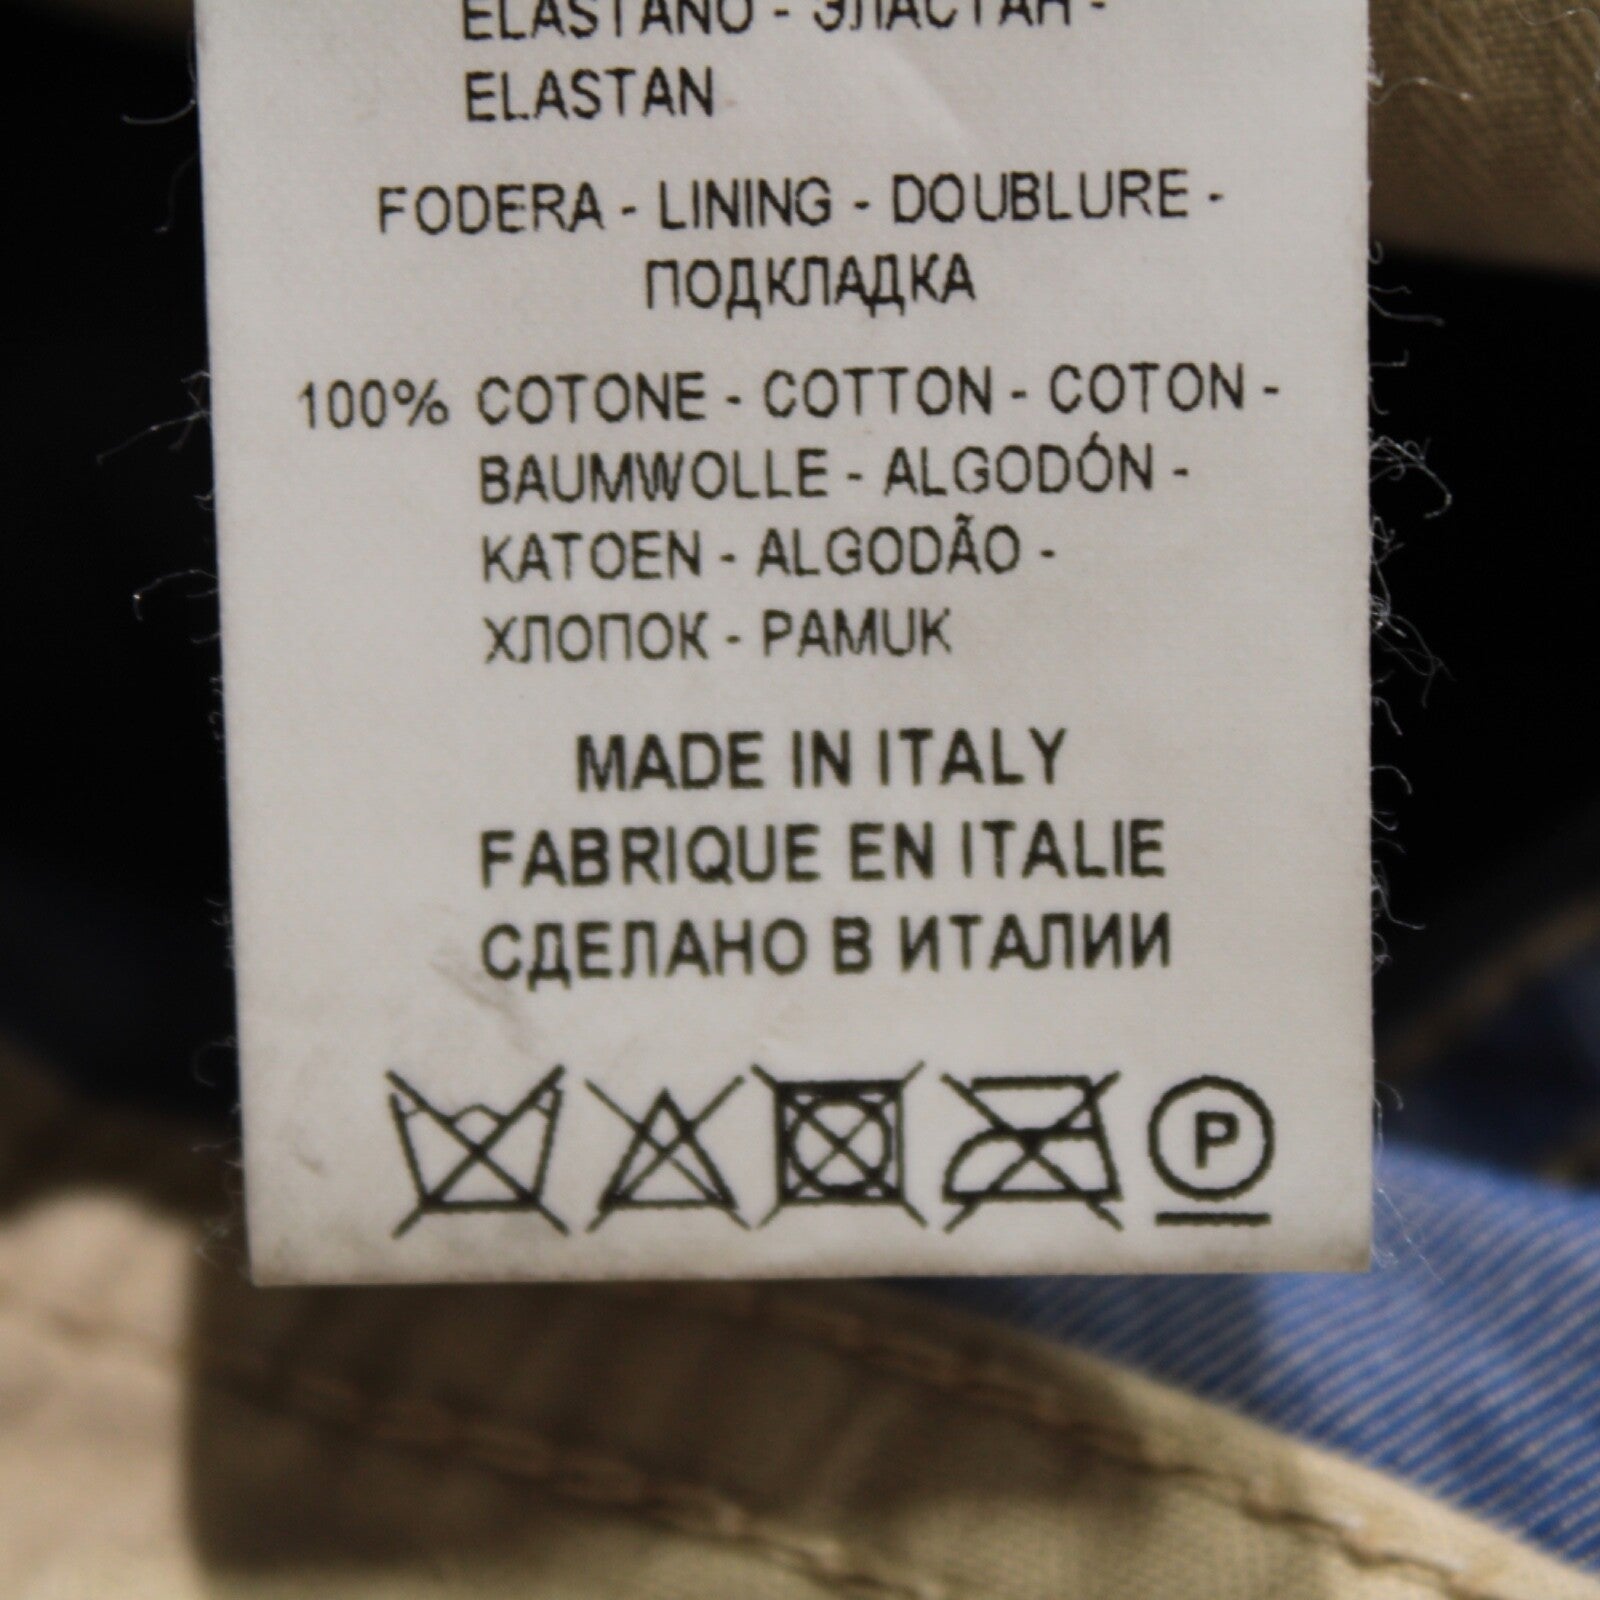 ELASTANO - ЭЛАСТАН -
ELASTAN
FODERA - LINING - DOUBLURE -
ПОДКЛАДКА
100% COTONE - COTTON - COTON -
BAUMWOLLE - ALGODÓN -
KATOEN - ALGODÃO -
ХЛОПОК - PAMUK
MADE IN ITALY
FABRIQUE EN ITALIE
СДЕЛАНО В ИТАЛИИ
P